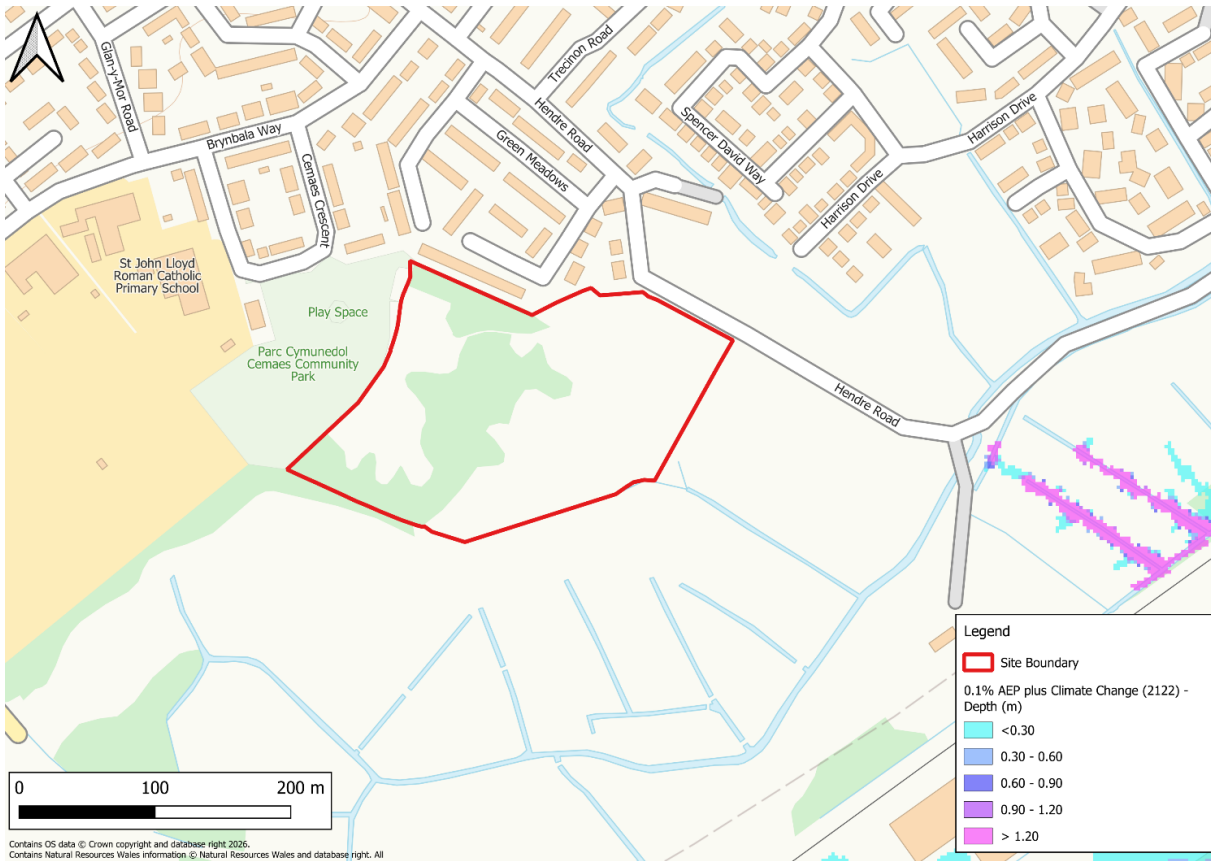 Glan-y-Mor Road
Brynbala Way
Cemaes Crescent
Trecinon Road
Hendre Road
Green Meadows
Spencer David Way
Harrison Drive
Harrison Drive
St John Lloyd
Roman Catholic
Primary School
Play Space
Parc Cymunedol
Cemaes Community
Park
Hendre Road
Legend
Site Boundary
0.1% AEP plus Climate Change (2122) -
Depth (m)
<0.30
0.30 - 0.60
0.60 - 0.90
0.90 - 1.20
> 1.20
0 100 200 m
Contains OS data © Crown copyright and database right 2026.
Contains Natural Resources Wales information © Natural Resources Wales and database right. All